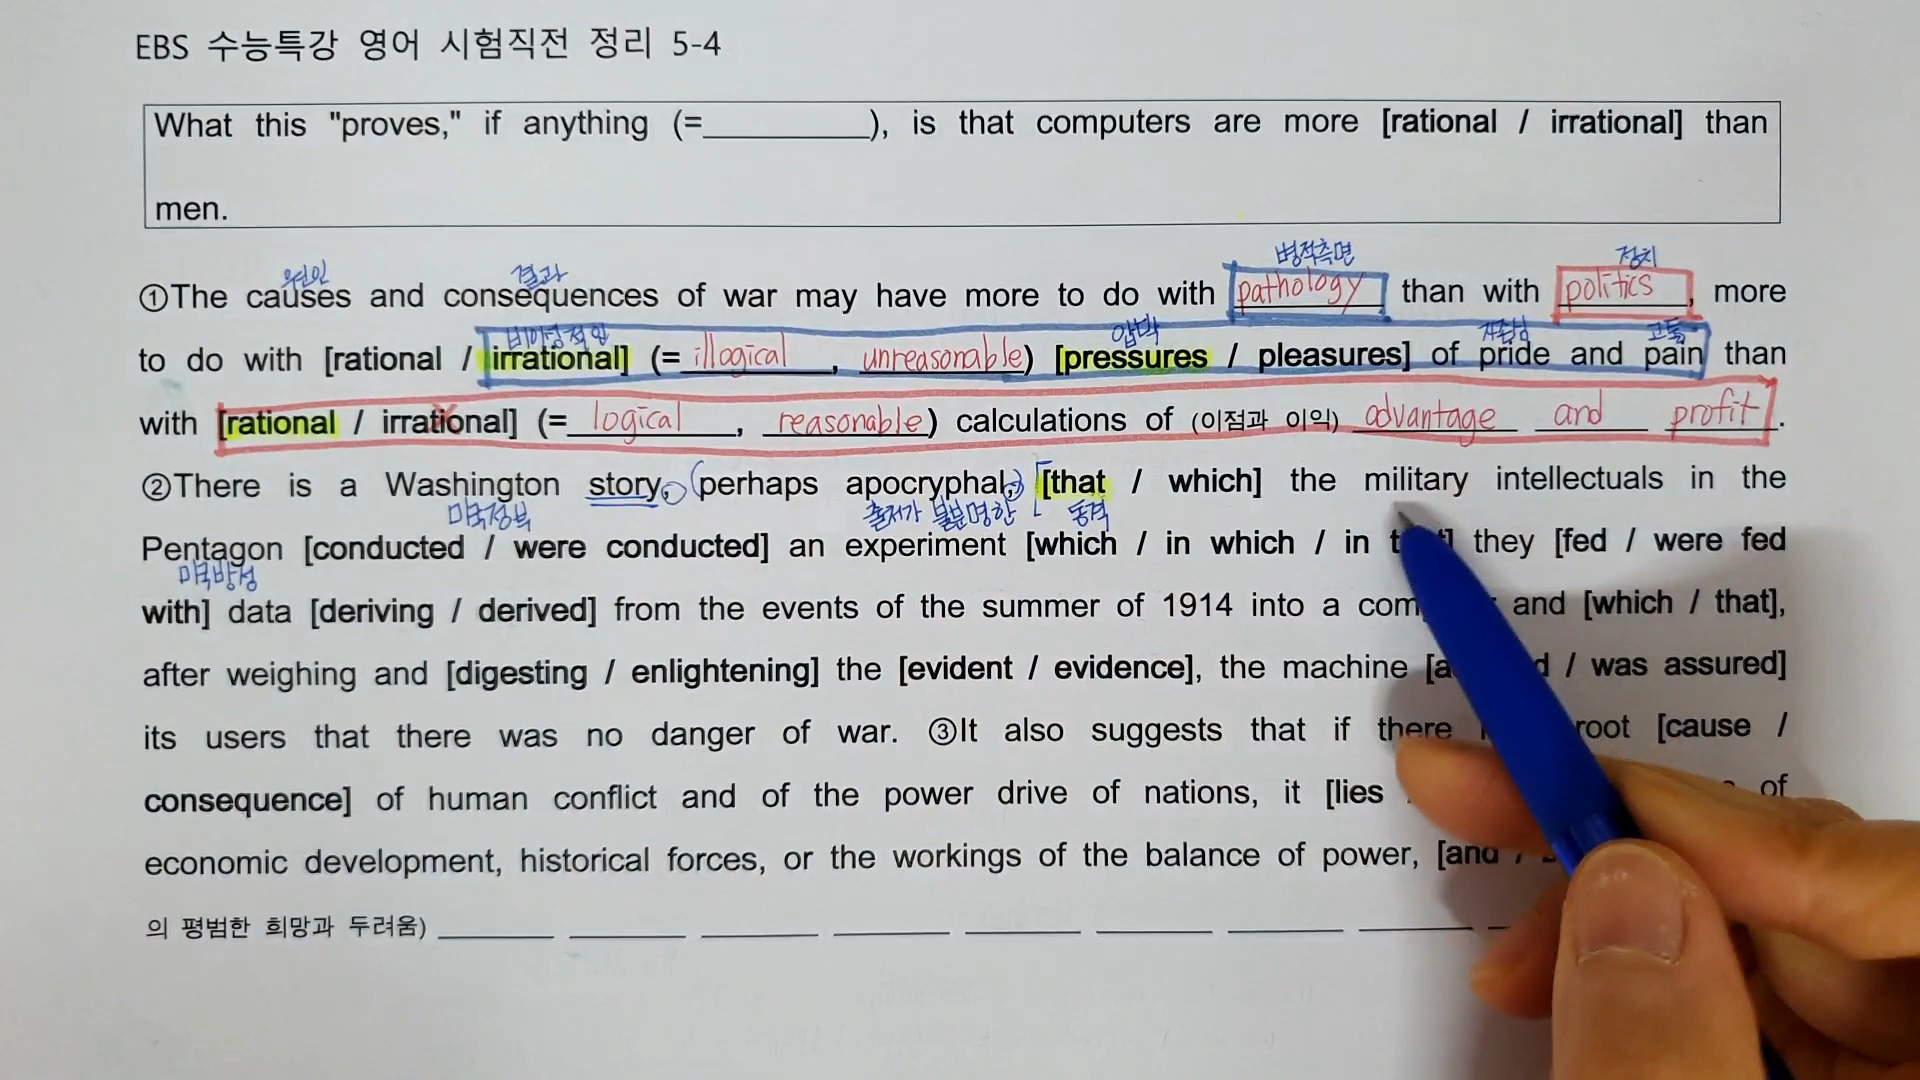 EBS 수능특강 영어 시험직전 정리 5-4
What this "proves," if anything (=__________), is that computers are more [rational / irrational] than
men.
원인 결과 병적측면 정치
①The causes and consequences of war may have more to do with pathology than with politics, more
비이성적인 압박 자존심 고통
to do with [rational / irrational] (= illogical, unreasonable) [pressures / pleasures] of pride and pain than
with [rational / irrational] (= logical, reasonable) calculations of (이점과 이익) advantage and profit.
②There is a Washington story, (perhaps apocryphal,) [that / which] the military intellectuals in the
미국정부 출저가 불분명한 동격
Pentagon [conducted / were conducted] an experiment [which / in which / in they [fed / were fed
미국방성
with] data [deriving / derived] from the events of the summer of 1914 into a and [which / that],
after weighing and [digesting / enlightening] the [evident / evidence], the machine / was assured]
its users that there was no danger of war. ③It also suggests that if there root [cause /
consequence] of human conflict and of the power drive of nations, it [lies of
economic development, historical forces, or the workings of the balance of power, [and /
의 평범한 희망과 두려움) ________ ________ ________ ________ ________ ________ ________ ________